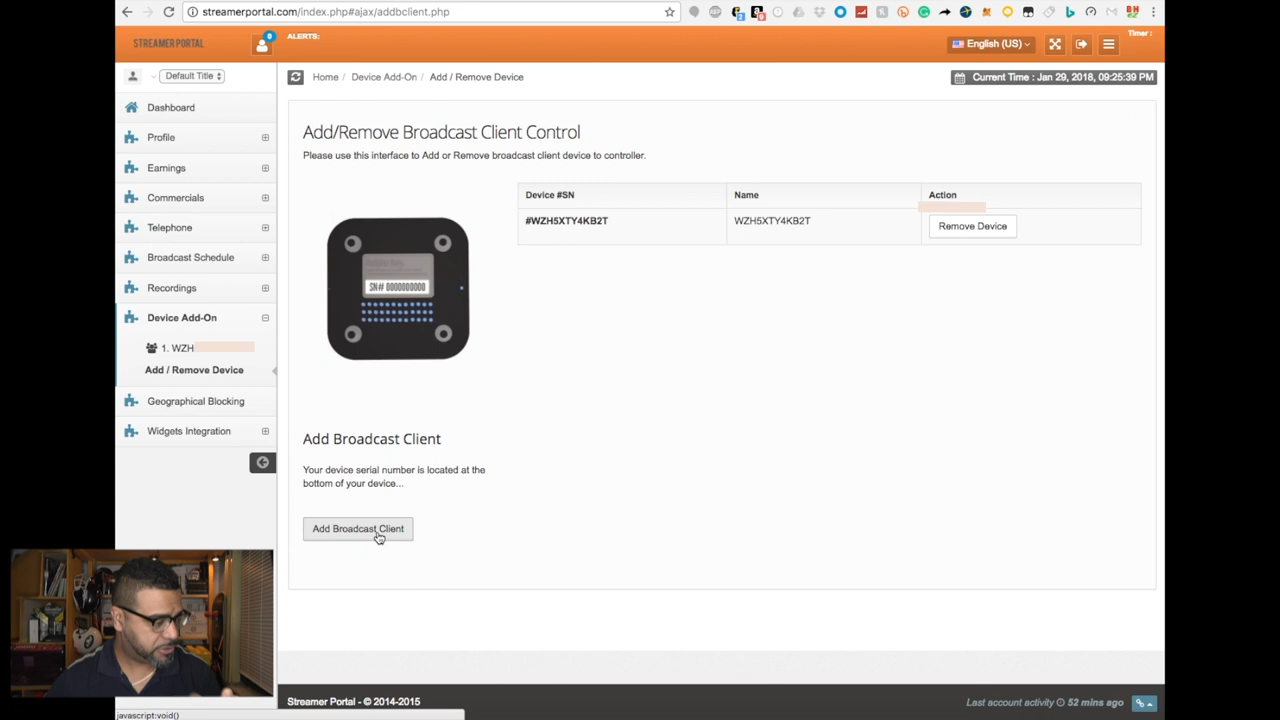 streamerportal.com/index.php#ajax/addbclient.php
STREAMER PORTAL
0
ALERTS:
English (US)
Timer :
Default Title
Home / Device Add-On / Add / Remove Device
Current Time : Jan 29, 2018, 09:25:39 PM
Dashboard
Profile
Earnings
Commercials
Telephone
Broadcast Schedule
Recordings
Device Add-On
1. WZH
Add / Remove Device
Geographical Blocking
Widgets Integration
Add/Remove Broadcast Client Control
Please use this interface to Add or Remove broadcast client device to controller.
Device #SN
Name
Action
#WZH5XTY4KB2T
WZH5XTY4KB2T
Remove Device
SN# 0000000000
Add Broadcast Client
Your device serial number is located at the
bottom of your device...
Add Broadcast Client
Streamer Portal - © 2014-2015
Last account activity 52 mins ago
javascript:void()